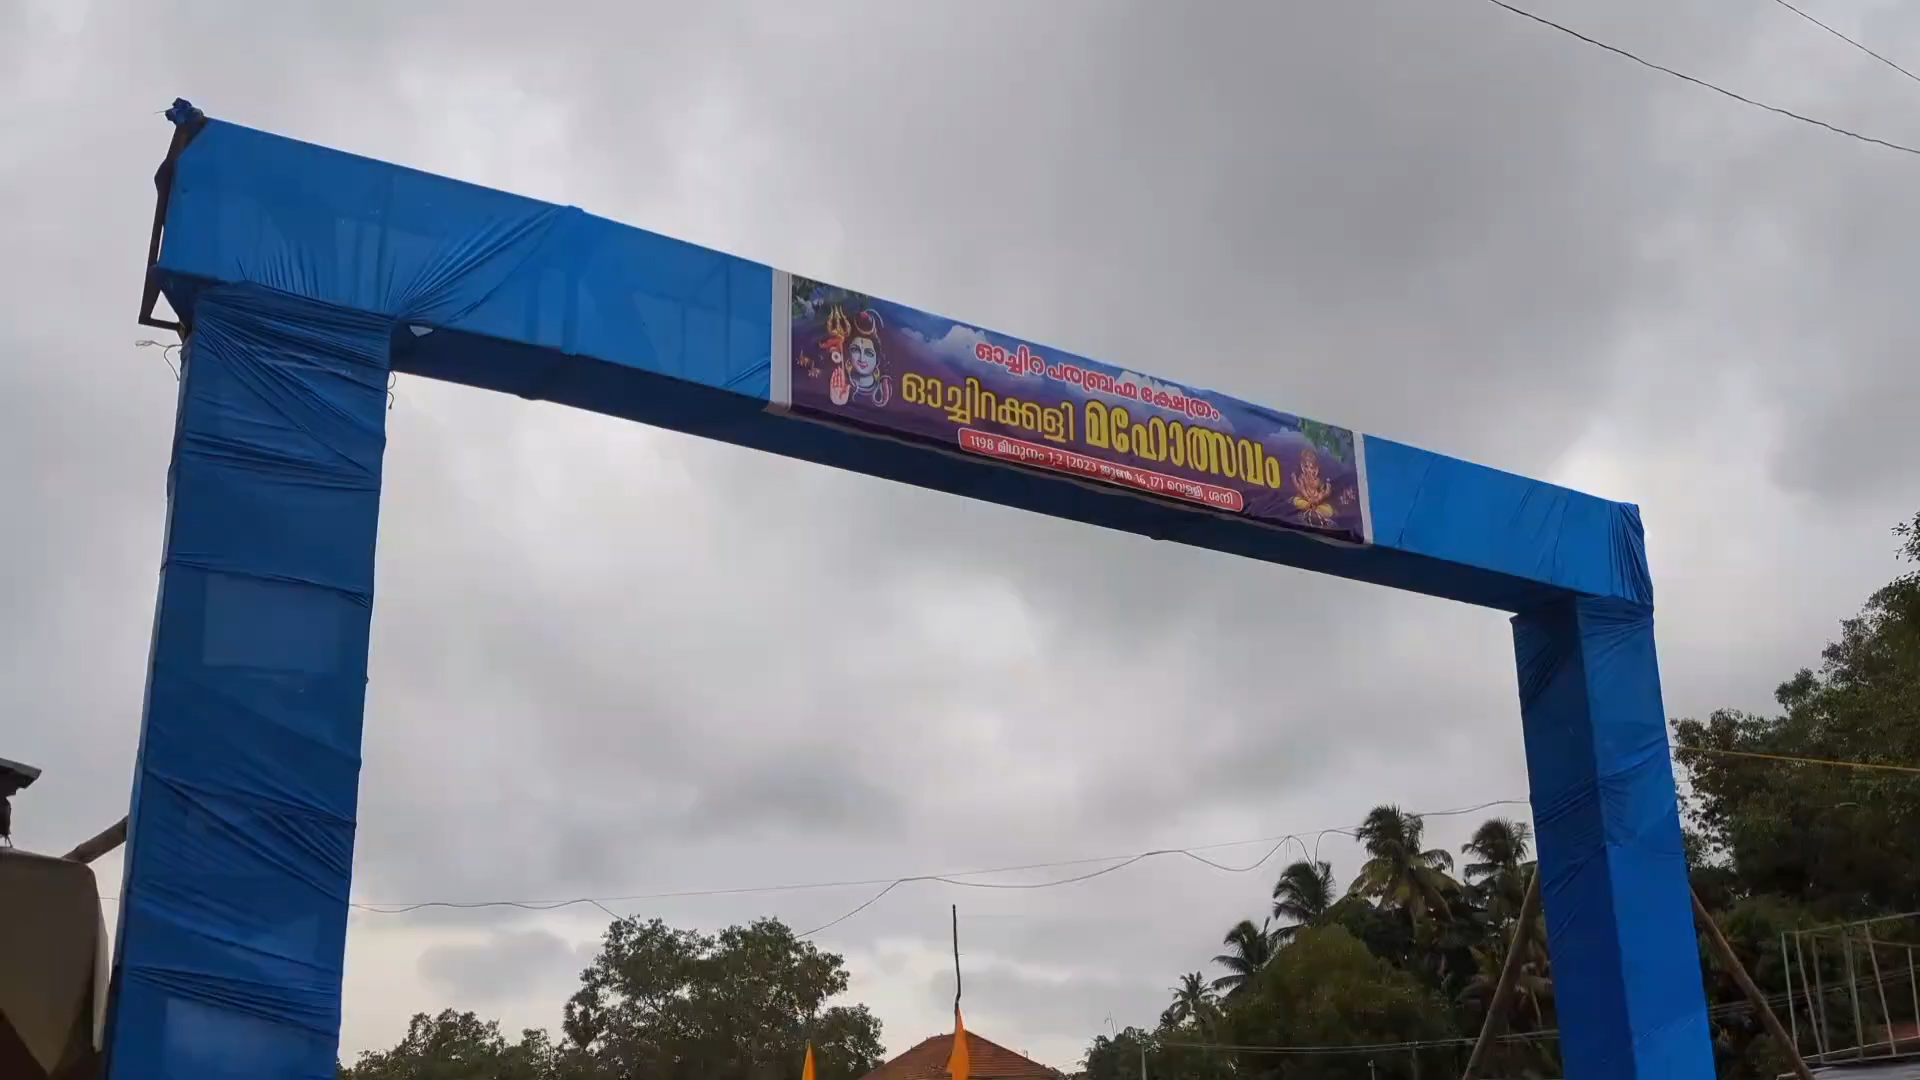 ഓച്ചിറ പരബ്രഹ്മ ക്ഷേത്രം
ഓച്ചിറക്കളി മഹോത്സവം
1198 മിഥുനം 1,2 (2023 ജൂൺ 16,17) വെള്ളി, ശനി